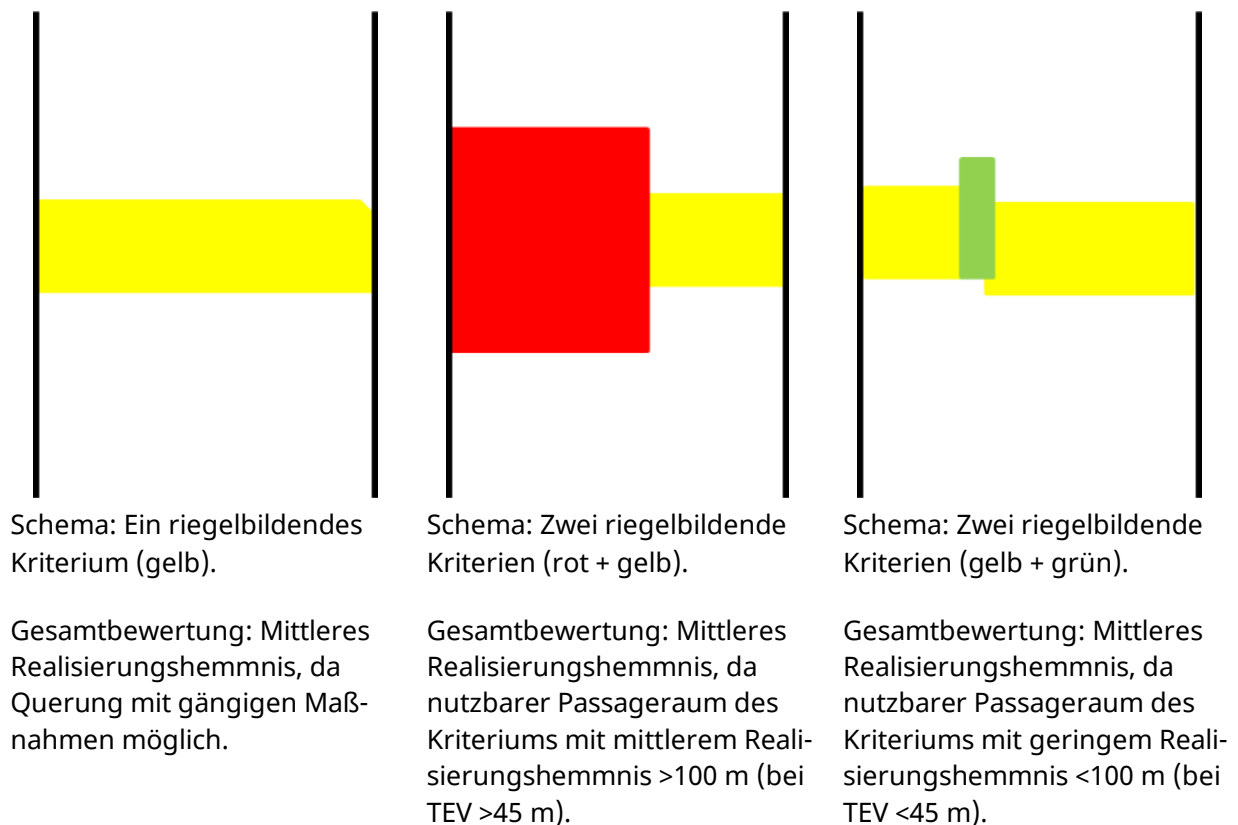 Schema: Ein riegelbildendes
Kriterium (gelb).
Gesamtbewertung: Mittleres
Realisierungshemmnis, da
Querung mit gängigen Maß-
nahmen möglich.
Schema: Zwei riegelbildende
Kriterien (rot + gelb).
Gesamtbewertung: Mittleres
Realisierungshemmnis, da
nutzbarer Passageraum des
Kriteriums mit mittlerem Reali-
sierungshemmnis >100 m (bei
TEV >45 m).
Schema: Zwei riegelbildende
Kriterien (gelb + grün).
Gesamtbewertung: Mittleres
Realisierungshemmnis, da
nutzbarer Passageraum des
Kriteriums mit geringem Reali-
sierungshemmnis <100 m (bei
TEV <45 m).